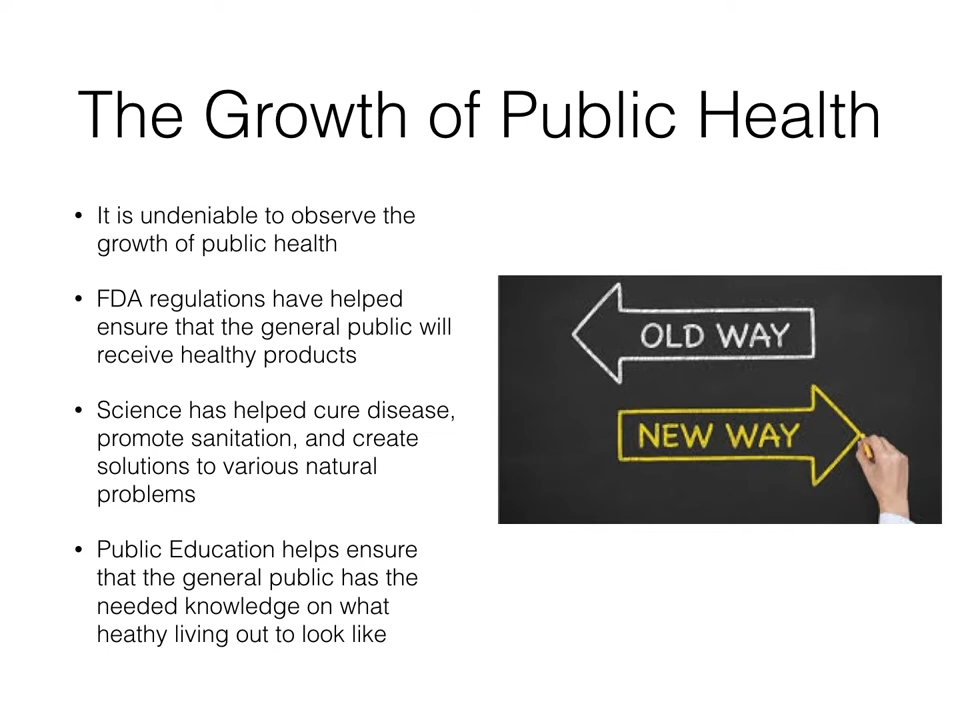 The Growth of Public Health
• It is undeniable to observe the
growth of public health
• FDA regulations have helped
ensure that the general public will
receive healthy products
• Science has helped cure disease,
promote sanitation, and create
solutions to various natural
problems
• Public Education helps ensure
that the general public has the
needed knowledge on what
heathy living out to look like
OLD WAY
NEW WAY